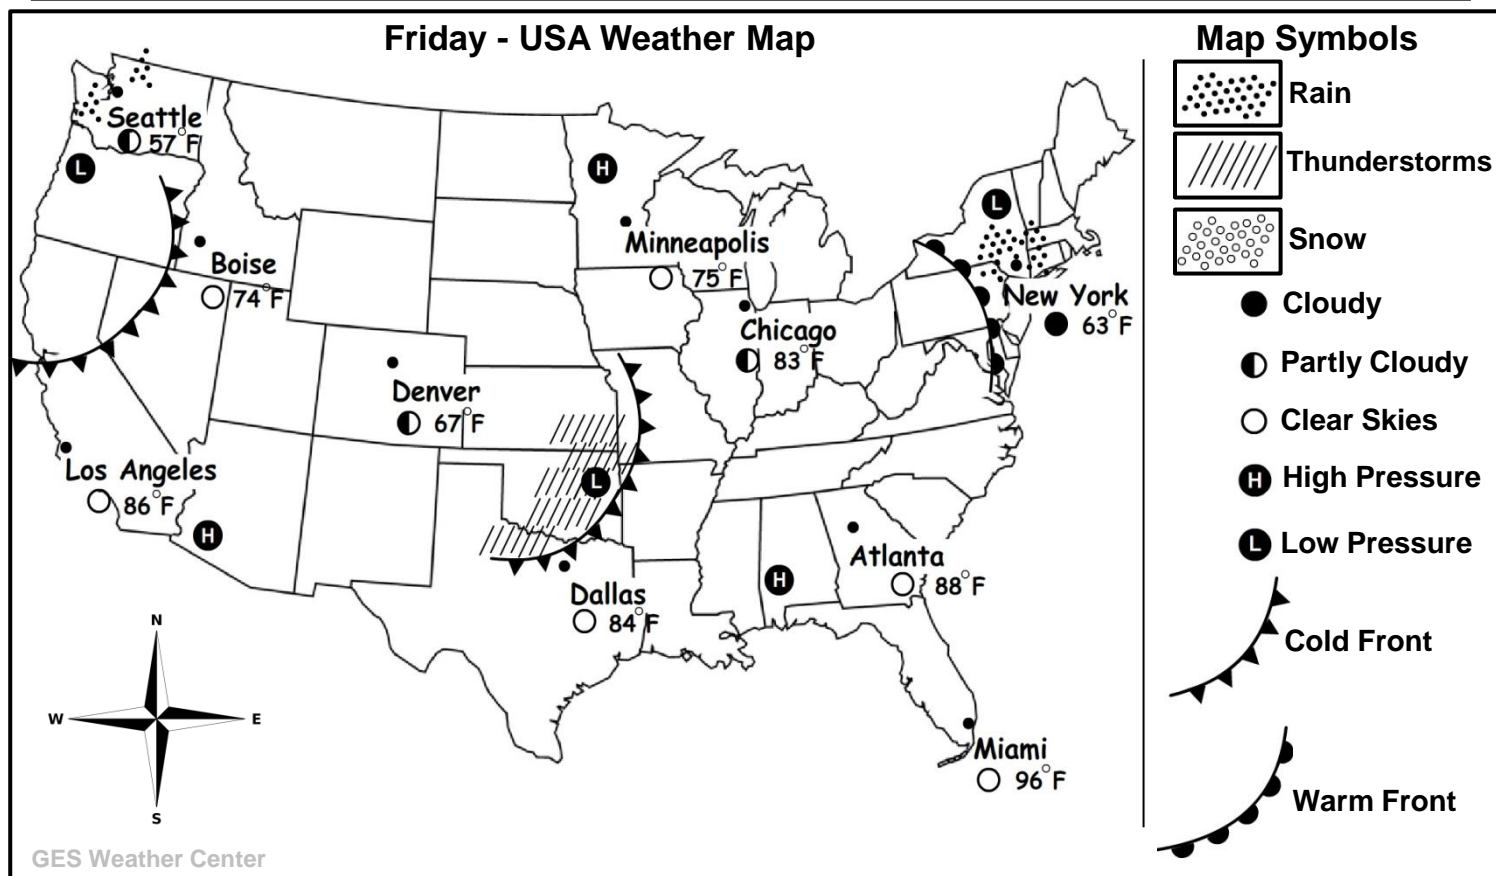 Friday - USA Weather Map
Seattle
57°F
L
H
L
Boise
74°F
Minneapolis
75°F
New York
63°F
Chicago
83°F
Denver
67°F
Los Angeles
86°F
H
L
Dallas
84°F
H
Atlanta
88°F
Miami
96°F
N
W
E
S
GES Weather Center
Map Symbols
Rain
Thunderstorms
Snow
Cloudy
Partly Cloudy
Clear Skies
H High Pressure
L Low Pressure
Cold Front
Warm Front